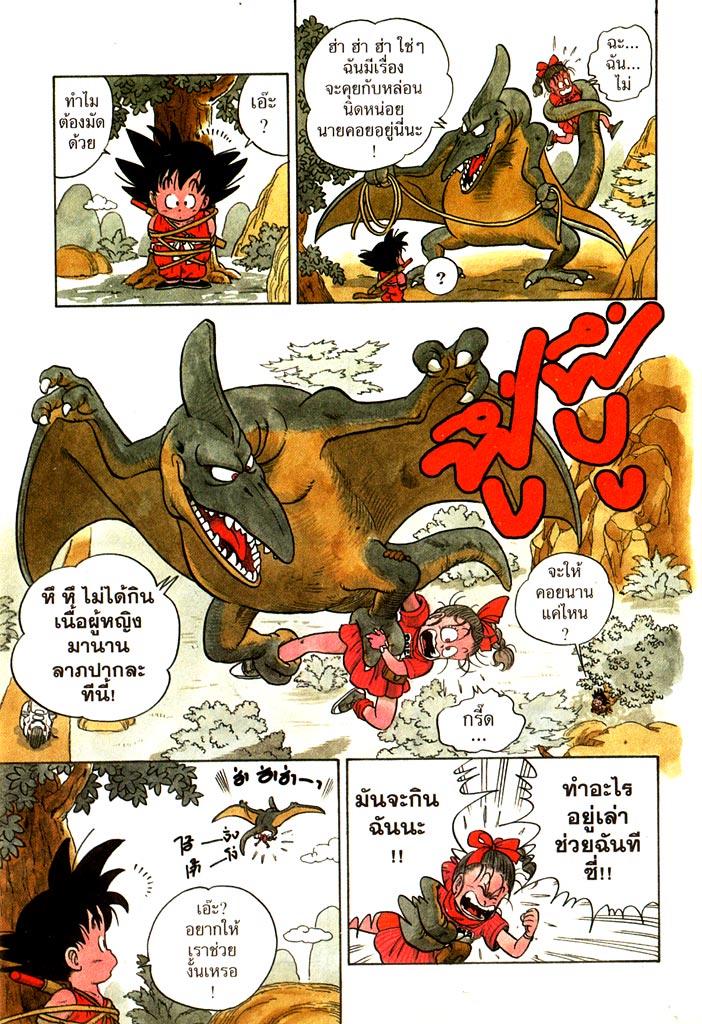 ทำไม
ต้องมัด
ด้วย
เอ๊ะ
?
ฮ่า ฮ่า ฮ่า ใช่ๆ
ฉันมีเรื่อง
จะคุยกับหล่อน
นิดหน่อย
นายคอยอยู่นี่นะ
!
ฉะ...
ฉัน
ไม่
?
ฟู่ฟู่
หึ หึ ไม่ได้กิน
เนื้อผู้หญิง
มานาน
ลาภปากละ
ทีนี้!
จะให้
คอยนาน
แค่ไหน
?
กรี๊ด
...
ฮ่า ฮ่าฮ่า
ไอ้ — งั่ง
เอ๊ะ?
อยากให้
เราช่วย
งั้นเหรอ
!
มันจะกิน
ฉันนะ
!!
ทำอะไร
อยู่เล่า
ช่วยฉันที
ซี่!!